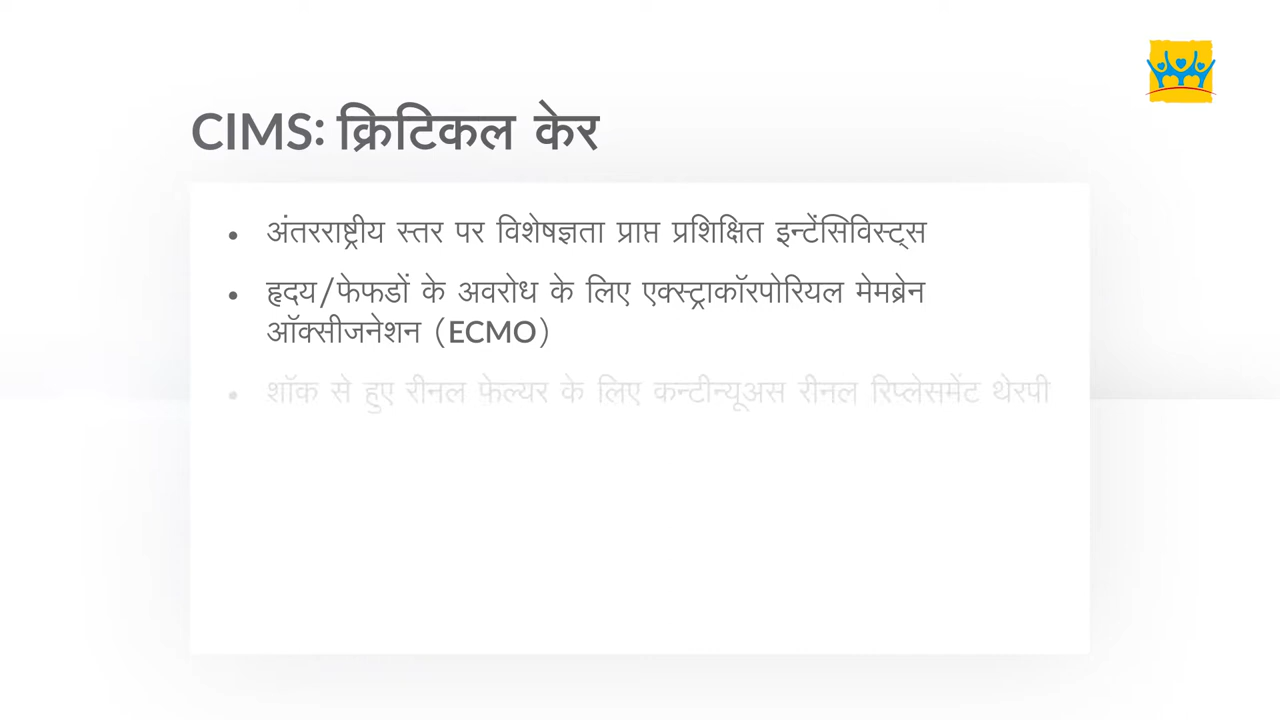 CIMS: क्रिटिकल केर
• अंतरराष्ट्रीय स्तर पर विशेषज्ञता प्राप्त प्रशिक्षित इन्टेंसिविस्ट्स
• हृदय/फेफडों के अवरोध के लिए एक्स्ट्राकॉरपोरियल मेमब्रेन
ऑक्सीजनेशन (ECMO)
• शॉक से हुए रीनल फ़ेल्यर के लिए कन्टीन्यूअस रीनल रिप्लेसमेंट थेरपी